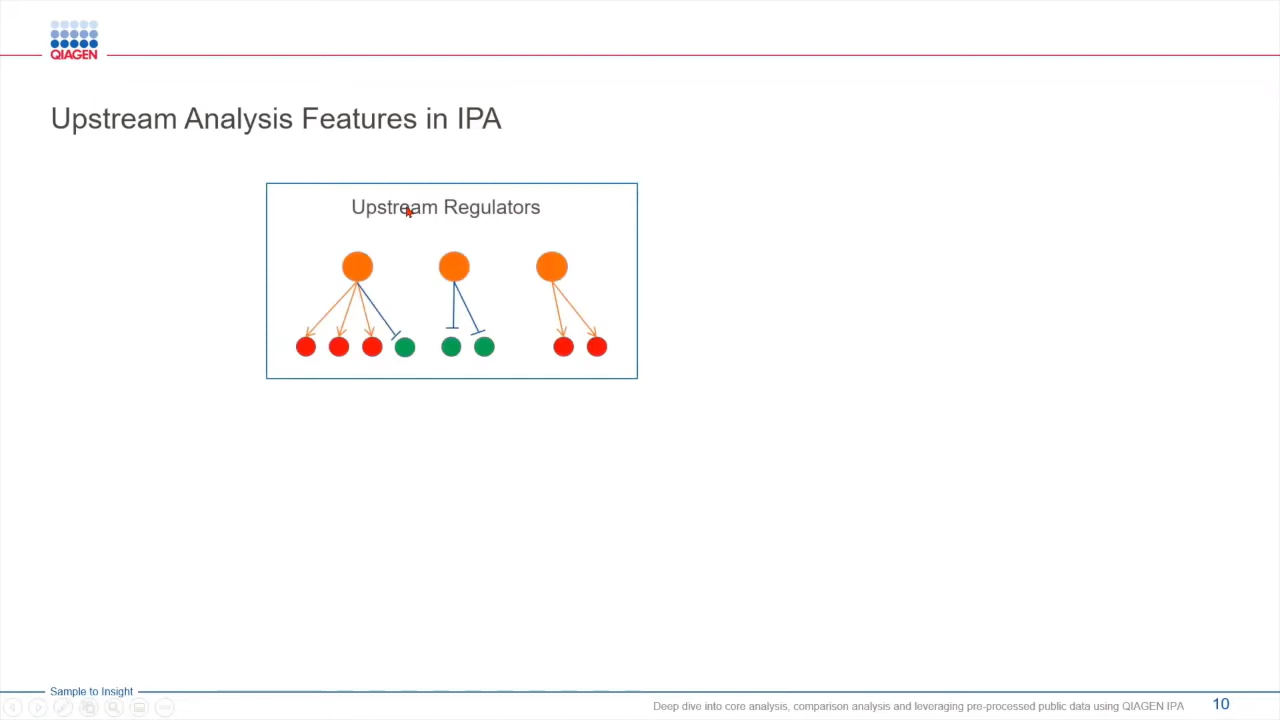 QIAGEN
Upstream Analysis Features in IPA
Upstream Regulators
Sample to Insight
Deep dive into core analysis, comparison analysis and leveraging pre-processed public data using QIAGEN IPA
10